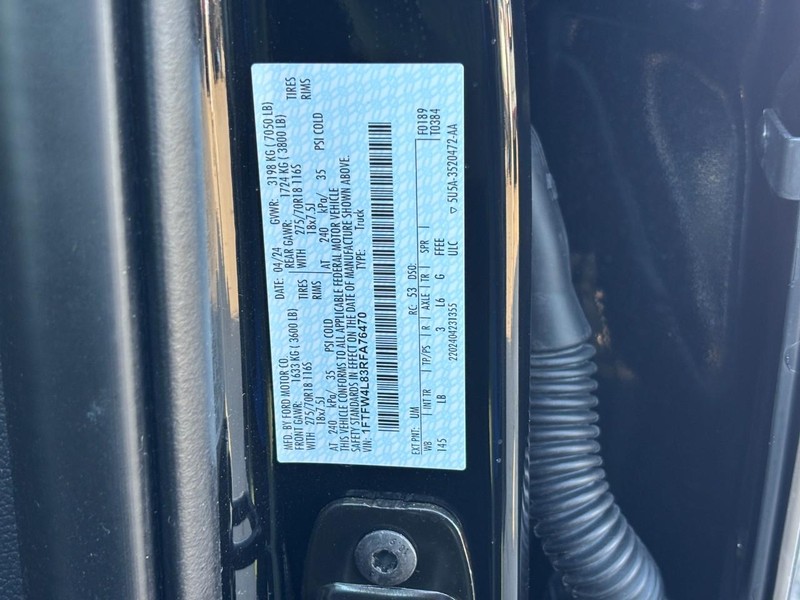 MFD. BY FORD MOTOR CO.
DATE: 04/24 GVWR: 3198 KG ( 7050 LB)
FRONT GAWR: 1633 KG ( 3600 LB)
REAR GAWR: 1724 KG ( 3800 LB)
WITH 275/70R18 116S TIRES
WITH 275/70R18 116S TIRES
18x7.5J RIMS
18x7.5J RIMS
AT 240 kPa/ 35 PSI COLD
AT 240 kPa/ 35 PSI COLD
THIS VEHICLE CONFORMS TO ALL APPLICABLE FEDERAL MOTOR VEHICLE
SAFETY STANDARDS IN EFFECT ON THE DATE OF MANUFACTURE SHOWN ABOVE.
VIN: 1FTFW4L83RFA76470 TYPE: Truck
F0189
T0384
EXT PNT: UM RC: 53 DSO:
WB INT TR TP/PS R AXLE TR SPR
145 LB 3 L6 G FFEE
2202404231355 ULC
▽ 5U5A-3520472-AA